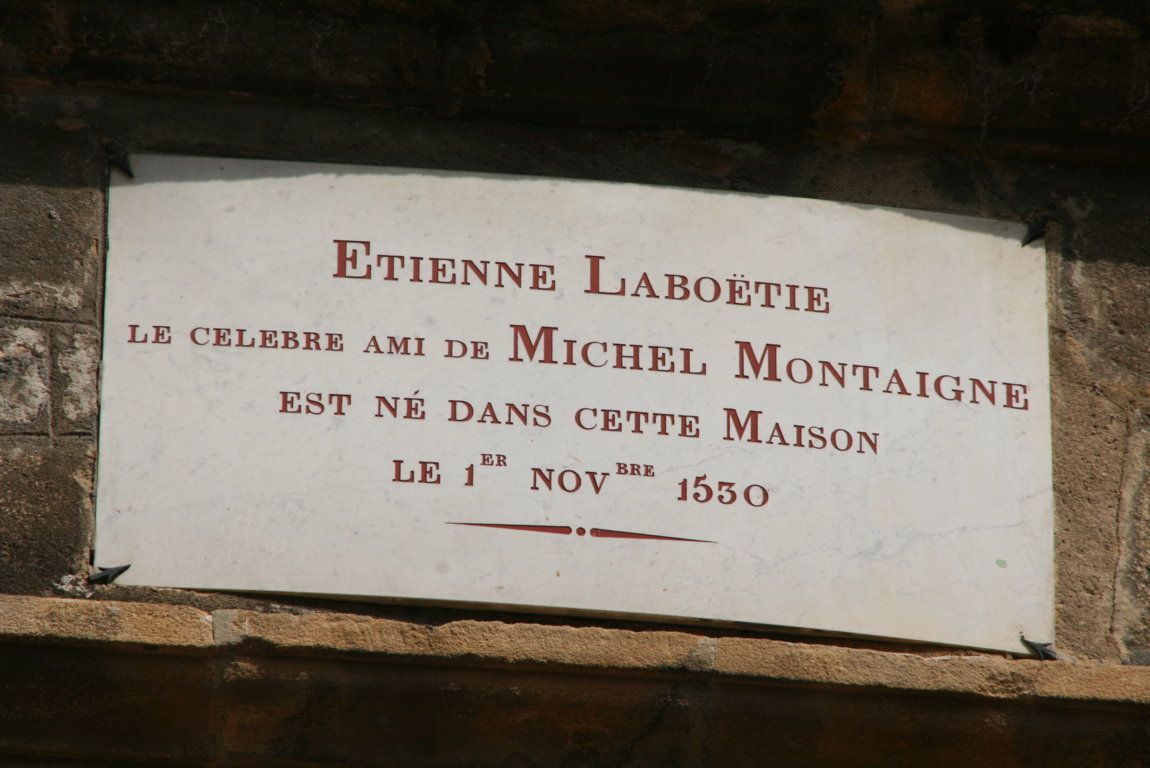 ETIENNE LABOËTIE
LE CELEBRE AMI DE MICHEL MONTAIGNE
EST NÉ DANS CETTE MAISON
LE 1ER NOVBRE 1530